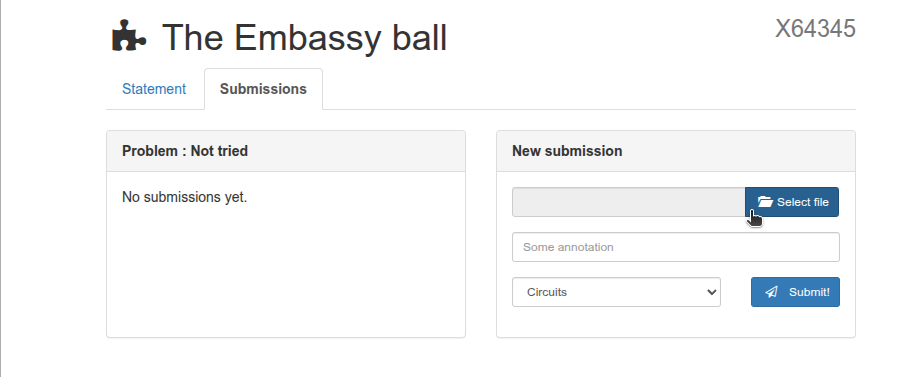 The Embassy ball
X64345
Statement
Submissions
Problem : Not tried
No submissions yet.
New submission
Select file
Some annotation
Circuits
Submit!